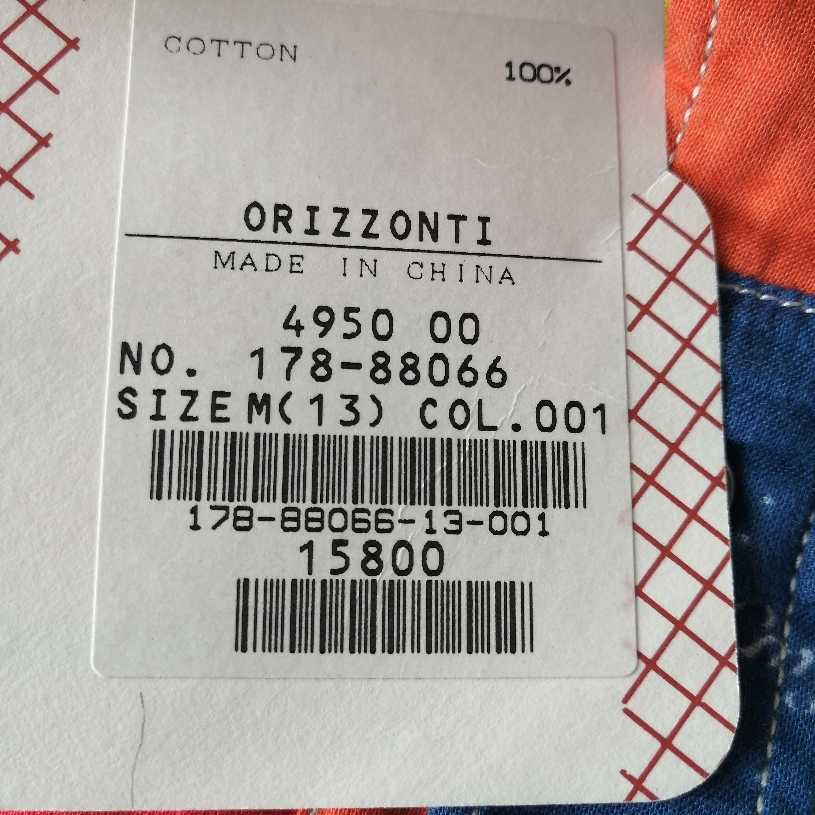 COTTON
100%
ORIZZONTI
MADE IN CHINA
4950 00
NO. 178-88066
SIZE M(13) COL.001
178-88066-13-001
15800